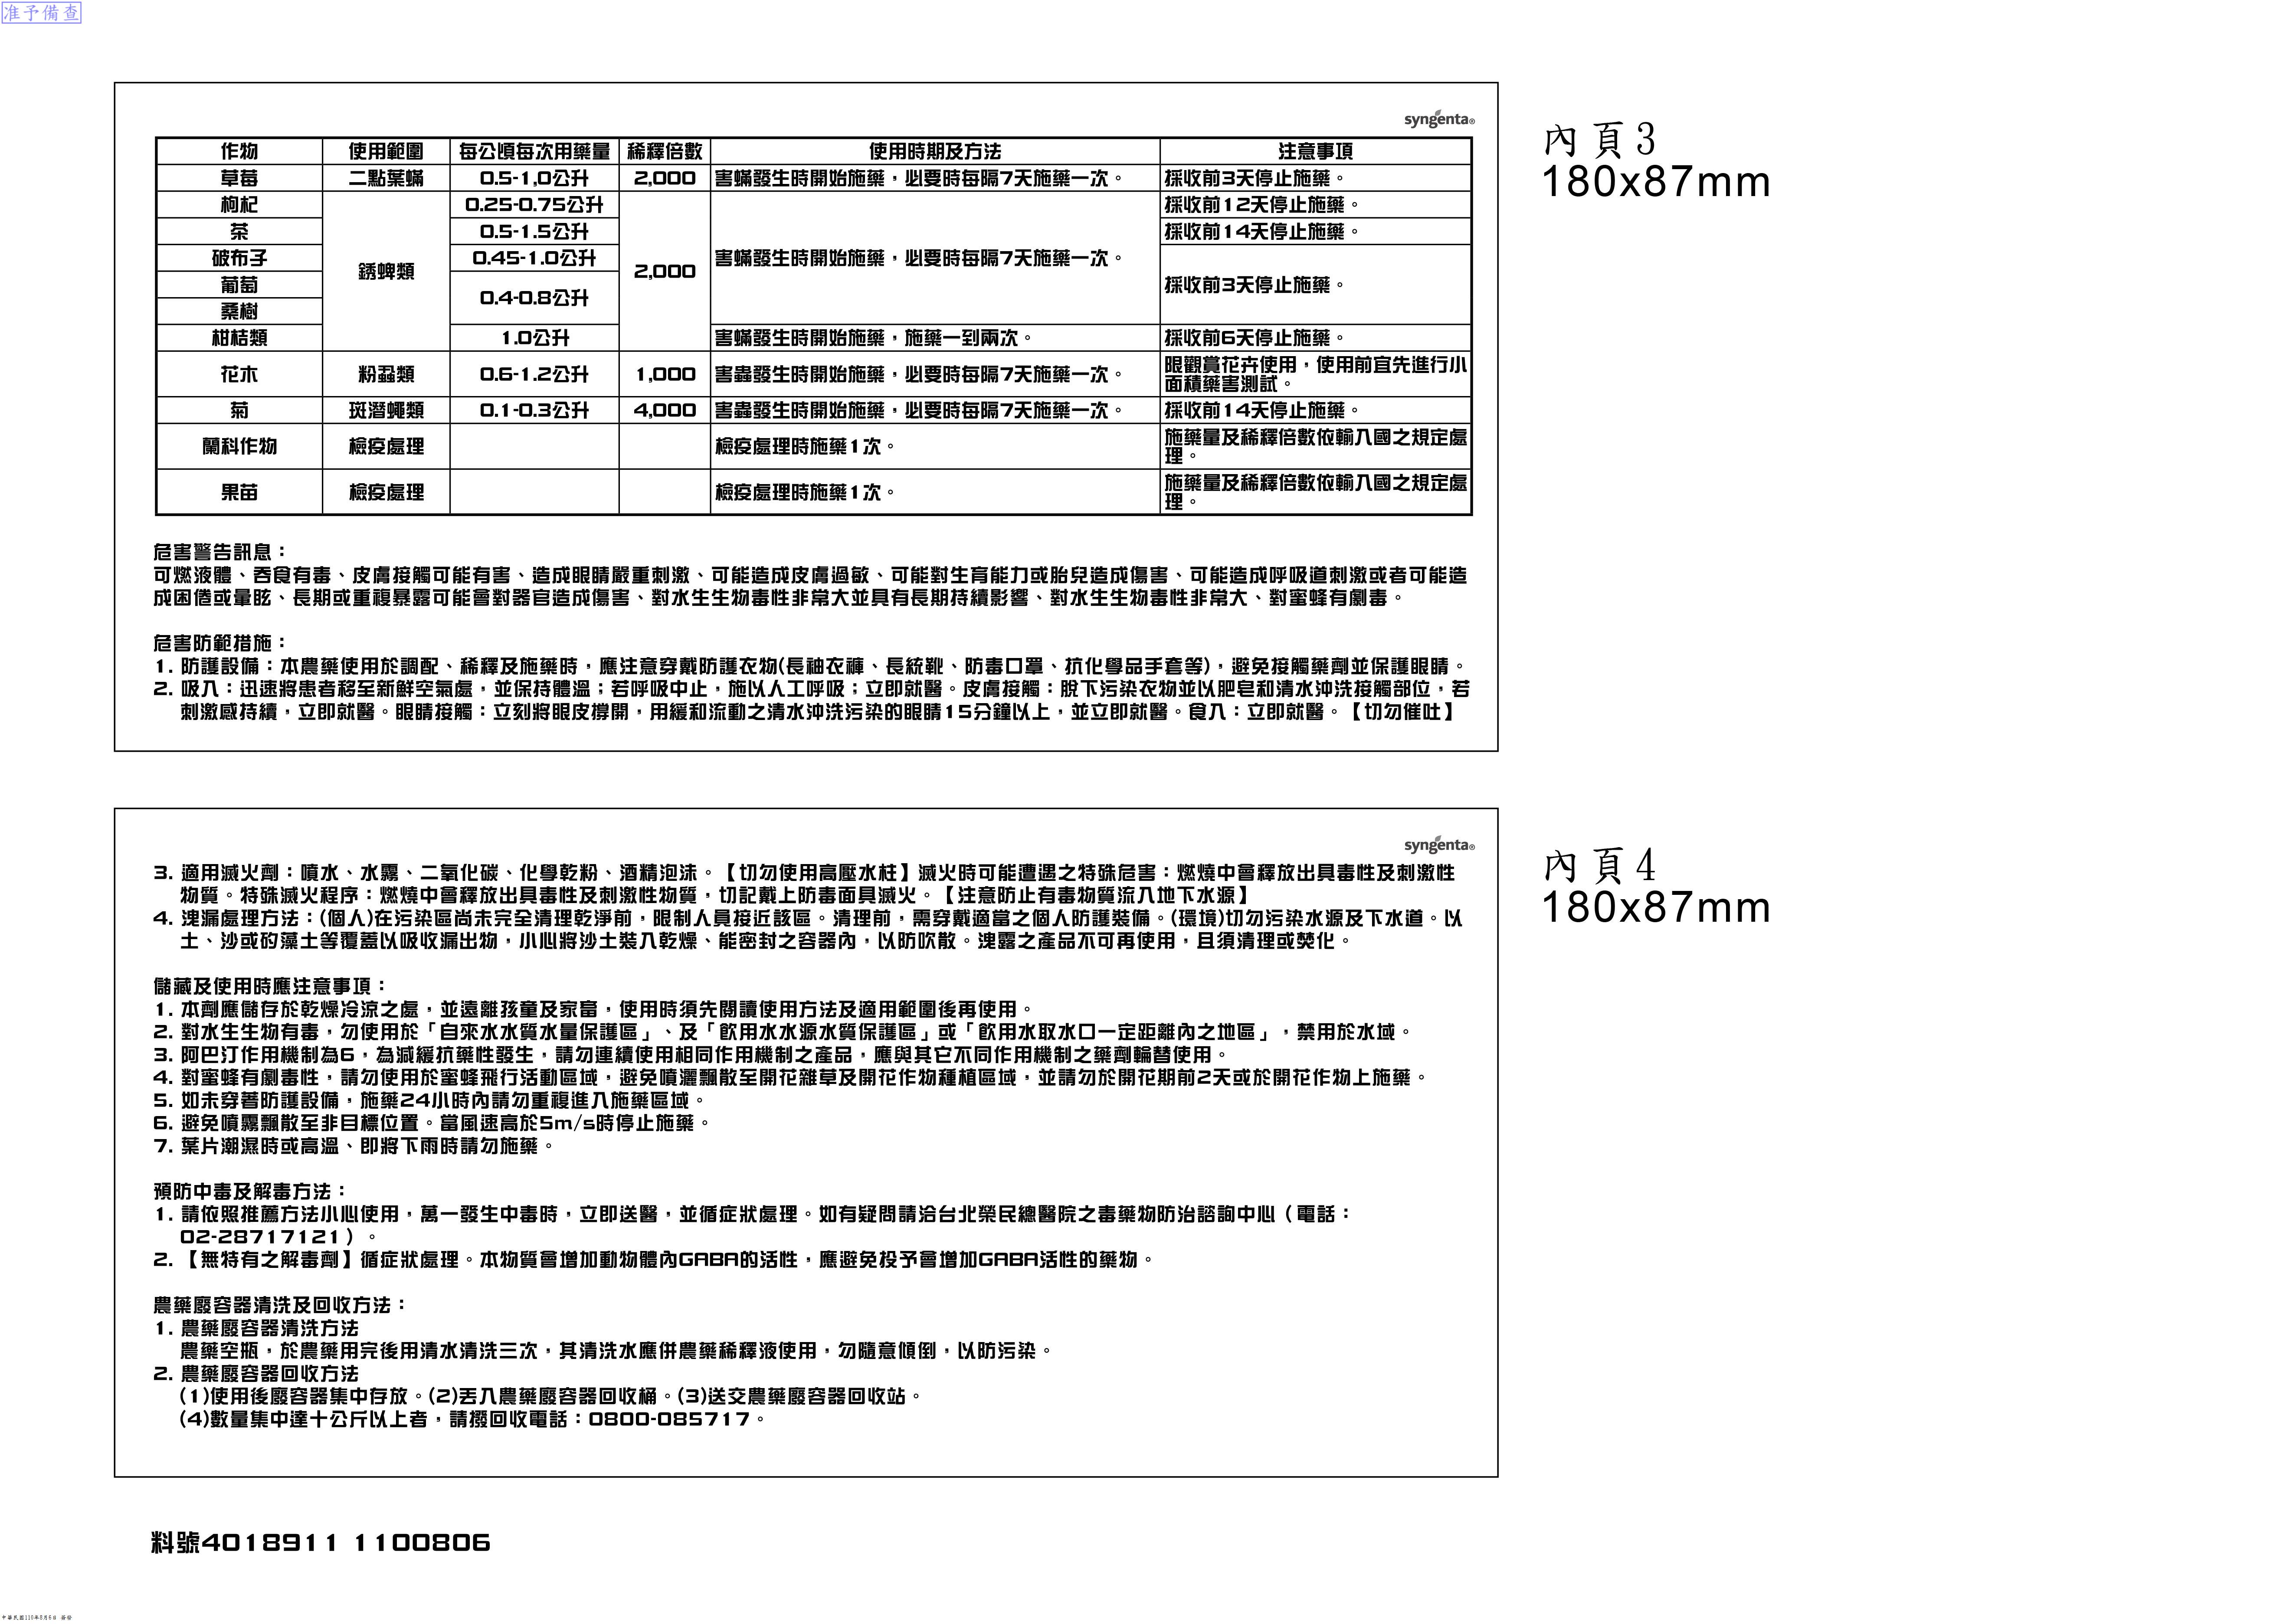 准予備查
syngenta®
內頁3
180x87mm
作物 使用範圍 每公頃每次用藥量 稀釋倍數 使用時期及方法 注意事項
草莓 二點葉蟎 0.5-1,0公升 2,000 害蟎發生時開始施藥，必要時每隔7天施藥一次。 採收前3天停止施藥。
枸杞 銹蜱類 0.25-0.75公升 2,000 害蟎發生時開始施藥，必要時每隔7天施藥一次。 採收前12天停止施藥。
茶 0.5-1.5公升 採收前14天停止施藥。
破布子 0.45-1.0公升 採收前3天停止施藥。
葡萄 0.4-0.8公升
桑樹
柑桔類 1.0公升 害蟎發生時開始施藥，施藥一到兩次。 採收前6天停止施藥。
花木 粉蝨類 0.6-1.2公升 1,000 害蟲發生時開始施藥，必要時每隔7天施藥一次。 限觀賞花卉使用，使用前宜先進行小
面積藥害測試。
菊 斑潛蠅類 0.1-0.3公升 4,000 害蟲發生時開始施藥，必要時每隔7天施藥一次。 採收前14天停止施藥。
蘭科作物 檢疫處理 檢疫處理時施藥1次。 施藥量及稀釋倍數依輸入國之規定處
理。
果苗 檢疫處理 檢疫處理時施藥1次。 施藥量及稀釋倍數依輸入國之規定處
理。
危害警告訊息：
可燃液體、吞食有毒、皮膚接觸可能有害、造成眼睛嚴重刺激、可能造成皮膚過敏、可能對生育能力或胎兒造成傷害、可能造成呼吸道刺激或者可能造
成困倦或暈眩、長期或重複暴露可能會對器官造成傷害、對水生生物毒性非常大並具有長期持續影響、對水生生物毒性非常大、對蜜蜂有劇毒。
危害防範措施：
1. 防護設備：本農藥使用於調配、稀釋及施藥時，應注意穿戴防護衣物(長袖衣褲、長統靴、防毒口罩、抗化學品手套等)，避免接觸藥劑並保護眼睛。
2. 吸入：迅速將患者移至新鮮空氣處，並保持體溫；若呼吸中止，施以人工呼吸；立即就醫。皮膚接觸：脫下污染衣物並以肥皂和清水沖洗接觸部位，若
刺激感持續，立即就醫。眼睛接觸：立刻將眼皮撐開，用緩和流動之清水沖洗污染的眼睛15分鐘以上，並立即就醫。食入：立即就醫。【切勿催吐】
syngenta®
內頁4
180x87mm
3. 適用滅火劑：噴水、水霧、二氧化碳、化學乾粉、酒精泡沫。【切勿使用高壓水柱】滅火時可能遭遇之特殊危害：燃燒中會釋放出具毒性及刺激性
物質。特殊滅火程序：燃燒中會釋放出具毒性及刺激性物質，切記戴上防毒面具滅火。【注意防止有毒物質流入地下水源】
4. 洩漏處理方法：(個人)在污染區尚未完全清理乾淨前，限制人員接近該區。清理前，需穿戴適當之個人防護裝備。(環境)切勿污染水源及下水道。以
土、沙或矽藻土等覆蓋以吸收漏出物，小心將沙土裝入乾燥、能密封之容器內，以防吹散。洩露之產品不可再使用，且須清理或焚化。
儲藏及使用時應注意事項：
1. 本劑應儲存於乾燥冷涼之處，並遠離孩童及家畜，使用時須先閱讀使用方法及適用範圍後再使用。
2. 對水生生物有毒，勿使用於「自來水水質水量保護區」、及「飲用水水源水質保護區」或「飲用水取水口一定距離內之地區」，禁用於水域。
3. 阿巴汀作用機制為6，為減緩抗藥性發生，請勿連續使用相同作用機制之產品，應與其它不同作用機制之藥劑輪替使用。
4. 對蜜蜂有劇毒性，請勿使用於蜜蜂飛行活動區域，避免噴灑飄散至開花雜草及開花作物種植區域，並請勿於開花期前2天或於開花作物上施藥。
5. 如未穿著防護設備，施藥24小時內請勿重複進入施藥區域。
6. 避免噴霧飄散至非目標位置。當風速高於5m/s時停止施藥。
7. 葉片潮濕時或高溫、即將下雨時請勿施藥。
預防中毒及解毒方法：
1. 請依照推薦方法小心使用，萬一發生中毒時，立即送醫，並循症狀處理。如有疑問請洽台北榮民總醫院之毒藥物防治諮詢中心（電話：
02-28717121）。
2. 【無特有之解毒劑】循症狀處理。本物質會增加動物體內GABA的活性，應避免投予會增加GABA活性的藥物。
農藥廢容器清洗及回收方法：
1. 農藥廢容器清洗方法
農藥空瓶，於農藥用完後用清水清洗三次，其清洗水應併農藥稀釋液使用，勿隨意傾倒，以防污染。
2. 農藥廢容器回收方法
(1)使用後廢容器集中存放。(2)丟入農藥廢容器回收桶。(3)送交農藥廢容器回收站。
(4)數量集中達十公斤以上者，請撥回收電話：0800-085717。
料號4018911 1100806
中華民國110年8月6日